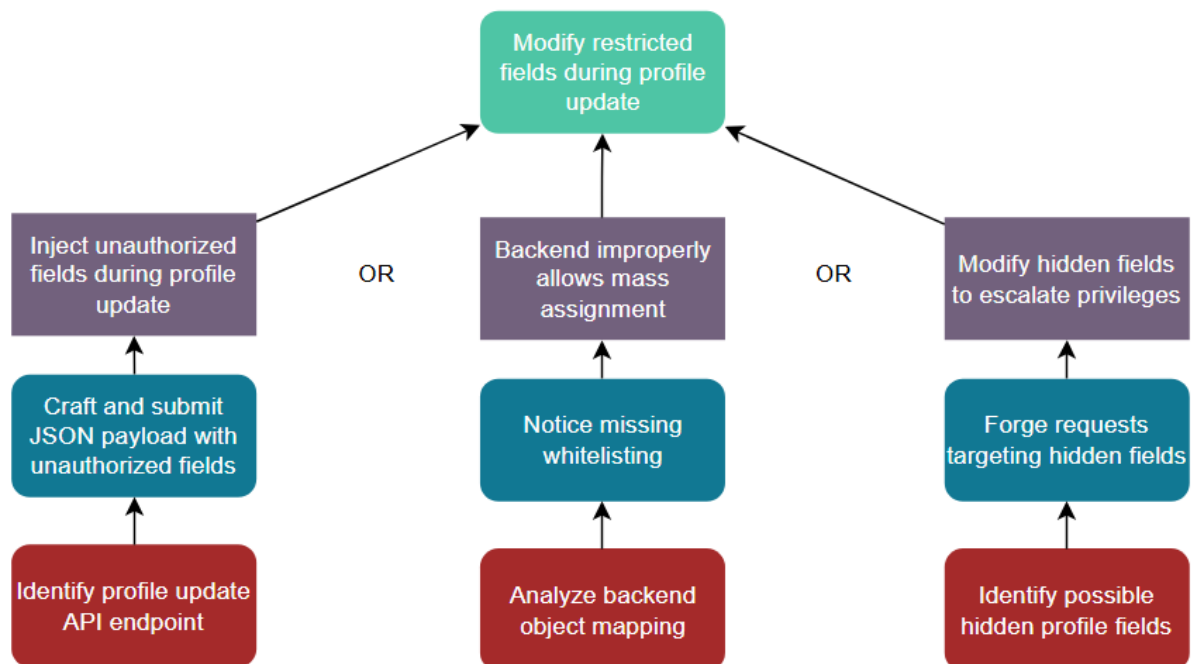 Modify restricted
fields during profile
update
Inject unauthorized
fields during profile
update
OR
Backend improperly
allows mass
assignment
OR
Modify hidden fields
to escalate privileges
Craft and submit
JSON payload with
unauthorized fields
Notice missing
whitelisting
Forge requests
targeting hidden fields
Identify profile update
API endpoint
Analyze backend
object mapping
Identify possible
hidden profile fields